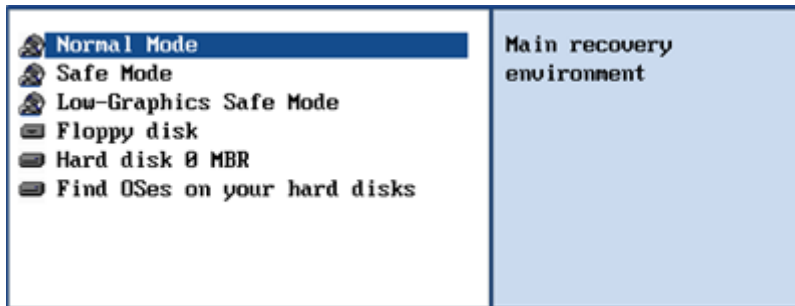 Normal Mode
Safe Mode
Low-Graphics Safe Mode
Floppy disk
Hard disk 0 MBR
Find OSes on your hard disks
Main recovery
environment